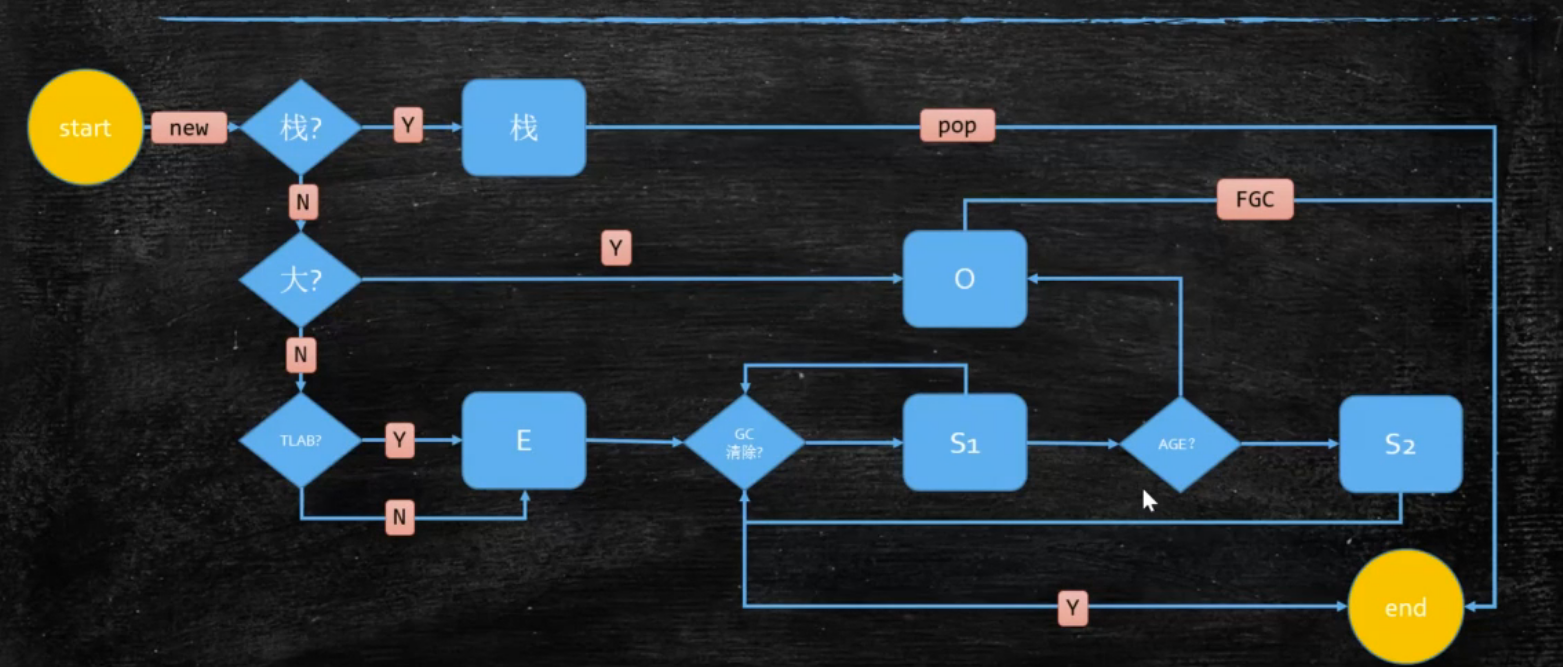 start
new
栈?
Y
栈
pop
N
FGC
大?
Y
O
N
TLAB?
Y
E
GC
清除?
S1
AGE?
S2
N
Y
end